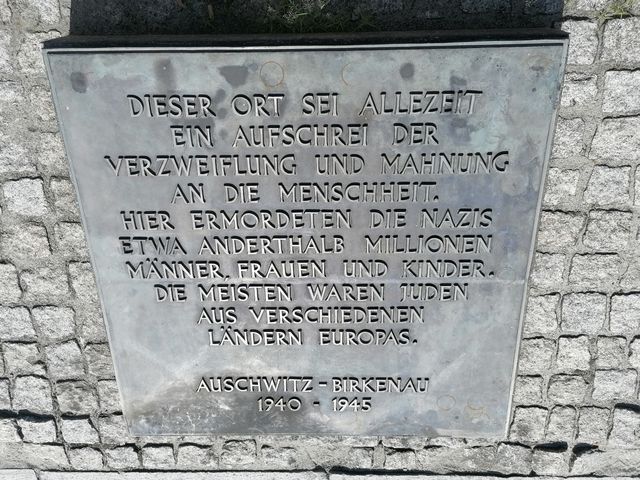 DIESER ORT SEI ALLEZEIT
EIN AUFSCHREI DER
VERZWEIFLUNG UND MAHNUNG
AN DIE MENSCHHEIT.
HIER ERMORDETEN DIE NAZIS
ETWA ANDERTHALB MILLIONEN
MÄNNER, FRAUEN UND KINDER.
DIE MEISTEN WAREN JUDEN
AUS VERSCHIEDENEN
LÄNDERN EUROPAS.
AUSCHWITZ - BIRKENAU
1940 - 1945